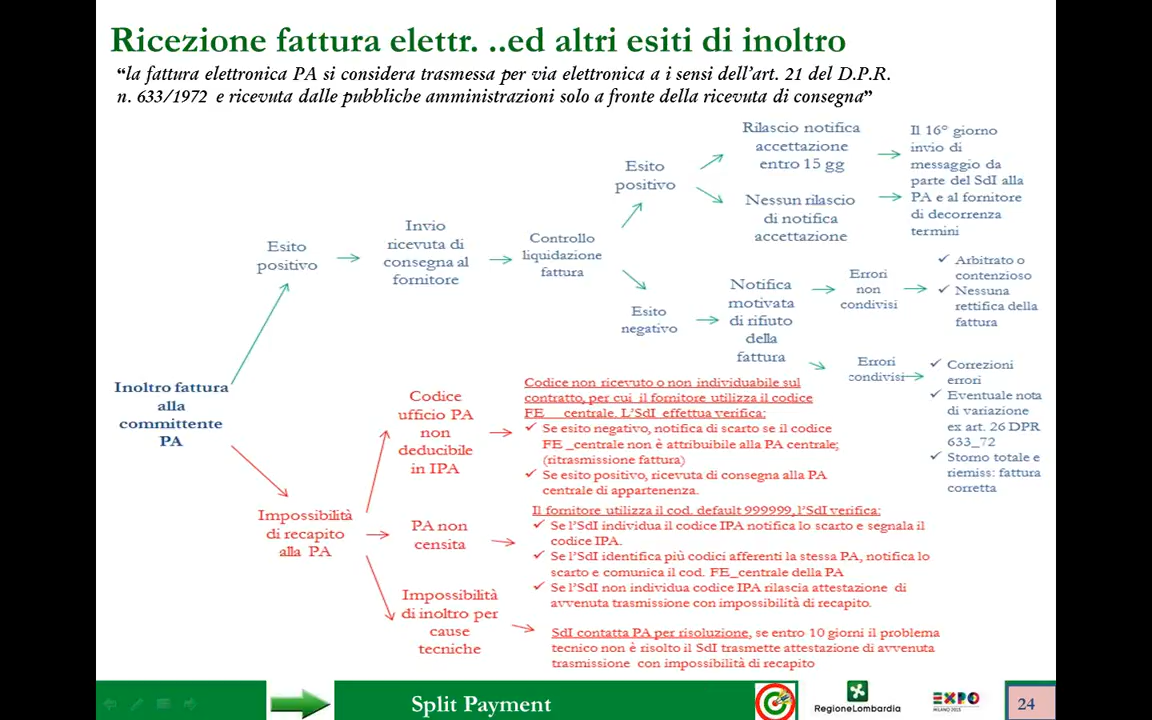 Ricezione fattura elettr. ..ed altri esiti di inoltro
“la fattura elettronica PA si considera trasmessa per via elettronica a i sensi dell’art. 21 del D.P.R.
n. 633/1972 e ricevuta dalle pubbliche amministrazioni solo a fronte della ricevuta di consegna”
Inoltro fattura
alla
committente
PA
Esito
positivo
Invio
ricevuta di
consegna al
fornitore
Controllo
liquidazione
fattura
Esito
positivo
Rilascio notifica
accettazione
entro 15 gg
Nessun rilascio
di notifica
accettazione
Il 16° giorno
invio di
messaggio da
parte del SdI alla
PA e al fornitore
di decorrenza
termini
Esito
negativo
Notifica
motivata
di rifiuto
della
fattura
Errori
non
condivisi
✓ Arbitrato o
contenzioso
✓ Nessuna
rettifica della
fattura
Errori
condivisi
✓ Correzioni
errori
✓ Eventuale nota
di variazione
ex art. 26 DPR
633_72
✓ Storno totale e
riemiss: fattura
corretta
Impossibilità
di recapito
alla PA
Codice
ufficio PA
non
deducibile
in IPA
Codice non ricevuto o non individuabile sul
contratto, per cui il fornitore utilizza il codice
FE__centrale. L’SdI effettua verifica:
✓ Se esito negativo, notifica di scarto se il codice
FE_centrale non è attribuibile alla PA centrale;
(ritrasmissione fattura)
✓ Se esito positivo, ricevuta di consegna alla PA
centrale di appartenenza.
PA non
censita
Il fornitore utilizza il cod. default 999999, l’SdI verifica:
✓ Se l’SdI individua il codice IPA notifica lo scarto e segnala il
codice IPA.
✓ Se l’SdI identifica più codici afferenti la stessa PA, notifica lo
scarto e comunica il cod. FE_centrale della PA
✓ Se l’SdI non individua codice IPA rilascia attestazione di
avvenuta trasmissione con impossibilità di recapito.
Impossibilità
di inoltro per
cause
tecniche
SdI contatta PA per risoluzione, se entro 10 giorni il problema
tecnico non è risolto il SdI trasmette attestazione di avvenuta
trasmissione con impossibilità di recapito
Split Payment
RegioneLombardia
EXPO
MILANO 2015
24